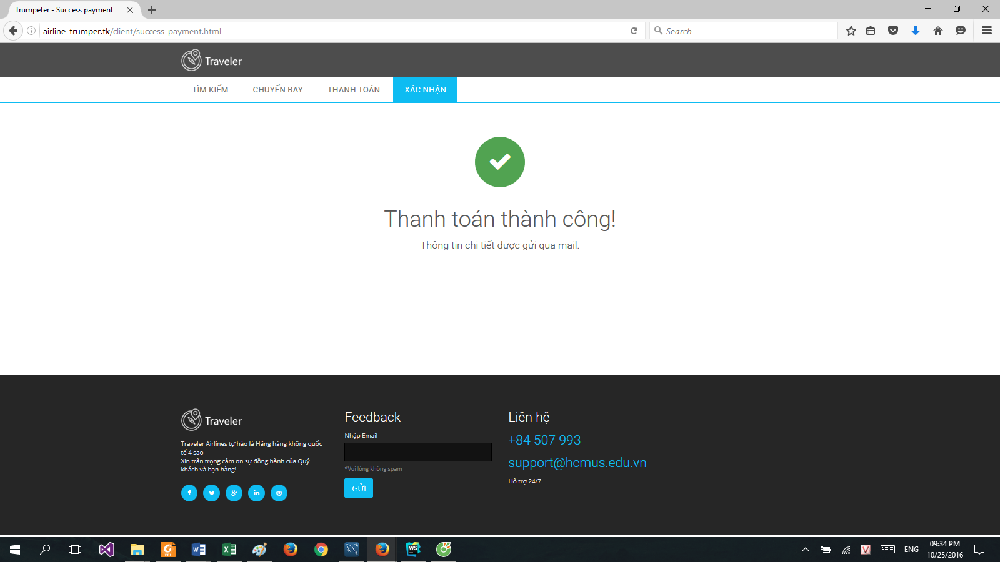 Trumpeter - Success payment
airline-trumper.tk/client/success-payment.html
Search
Traveler
TÌM KIẾM CHUYẾN BAY THANH TOÁN XÁC NHẬN
Thanh toán thành công!
Thông tin chi tiết được gửi qua mail.
Traveler
Traveler Airlines tự hào là Hãng hàng không quốc
tế 4 sao
Xin trân trọng cảm ơn sự đồng hành của Quý
khách và bạn hàng!
Feedback
Nhập Email
*Vui lòng không spam
GỬI
Liên hệ
+84 507 993
support@hcmus.edu.vn
Hỗ trợ 24/7
ENG
09:34 PM
10/25/2016